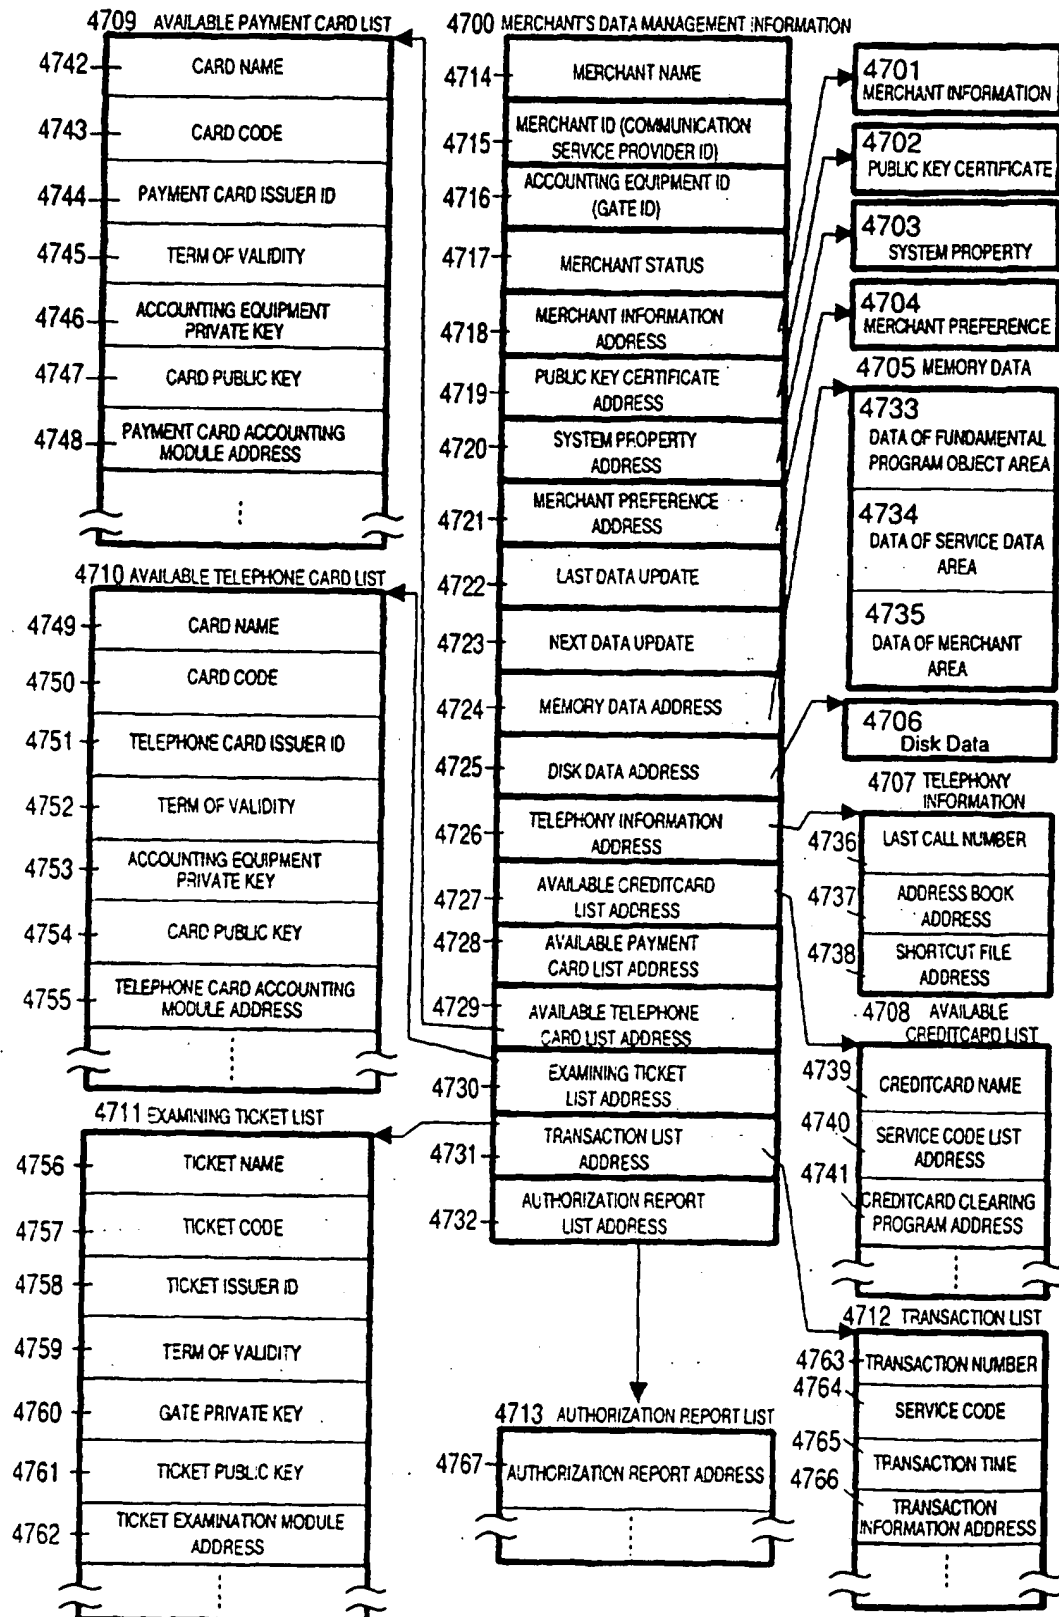 4709 AVAILABLE PAYMENT CARD LIST
4742 CARD NAME
4743 CARD CODE
4744 PAYMENT CARD ISSUER ID
4745 TERM OF VALIDITY
4746 ACCOUNTING EQUIPMENT
PRIVATE KEY
4747 CARD PUBLIC KEY
4748 PAYMENT CARD ACCOUNTING
MODULE ADDRESS
4710 AVAILABLE TELEPHONE CARD LIST
4749 CARD NAME
4750 CARD CODE
4751 TELEPHONE CARD ISSUER ID
4752 TERM OF VALIDITY
4753 ACCOUNTING EQUIPMENT
PRIVATE KEY
4754 CARD PUBLIC KEY
4755 TELEPHONE CARD ACCOUNTING
MODULE ADDRESS
4711 EXAMINING TICKET LIST
4756 TICKET NAME
4757 TICKET CODE
4758 TICKET ISSUER ID
4759 TERM OF VALIDITY
4760 GATE PRIVATE KEY
4761 TICKET PUBLIC KEY
4762 TICKET EXAMINATION MODULE
ADDRESS
4700 MERCHANT'S DATA MANAGEMENT INFORMATION
4714 MERCHANT NAME
4715 MERCHANT ID (COMMUNICATION
SERVICE PROVIDER ID)
4716 ACCOUNTING EQUIPMENT ID
(GATE ID)
4717 MERCHANT STATUS
4718 MERCHANT INFORMATION
ADDRESS
4719 PUBLIC KEY CERTIFICATE
ADDRESS
4720 SYSTEM PROPERTY
ADDRESS
4721 MERCHANT PREFERENCE
ADDRESS
4722 LAST DATA UPDATE
4723 NEXT DATA UPDATE
4724 MEMORY DATA ADDRESS
4725 DISK DATA ADDRESS
4726 TELEPHONY INFORMATION
ADDRESS
4727 AVAILABLE CREDITCARD
LIST ADDRESS
4728 AVAILABLE PAYMENT
CARD LIST ADDRESS
4729 AVAILABLE TELEPHONE
CARD LIST ADDRESS
4730 EXAMINING TICKET
LIST ADDRESS
4731 TRANSACTION LIST
ADDRESS
4732 AUTHORIZATION REPORT
LIST ADDRESS
4713 AUTHORIZATION REPORT LIST
4767 AUTHORIZATION REPORT ADDRESS
4701
MERCHANT INFORMATION
4702
PUBLIC KEY CERTIFICATE
4703
SYSTEM PROPERTY
4704
MERCHANT PREFERENCE
4705 MEMORY DATA
4733
DATA OF FUNDAMENTAL
PROGRAM OBJECT AREA
4734
DATA OF SERVICE DATA
AREA
4735
DATA OF MERCHANT
AREA
4706
Disk Data
4707 TELEPHONY
INFORMATION
4736 LAST CALL NUMBER
4737 ADDRESS BOOK
ADDRESS
4738 SHORTCUT FILE
ADDRESS
4708 AVAILABLE
CREDITCARD LIST
4739 CREDITCARD NAME
4740 SERVICE CODE LIST
ADDRESS
4741 CREDITCARD CLEARING
PROGRAM ADDRESS
4712 TRANSACTION LIST
4763 TRANSACTION NUMBER
4764 SERVICE CODE
4765 TRANSACTION TIME
4766 TRANSACTION
INFORMATION ADDRESS